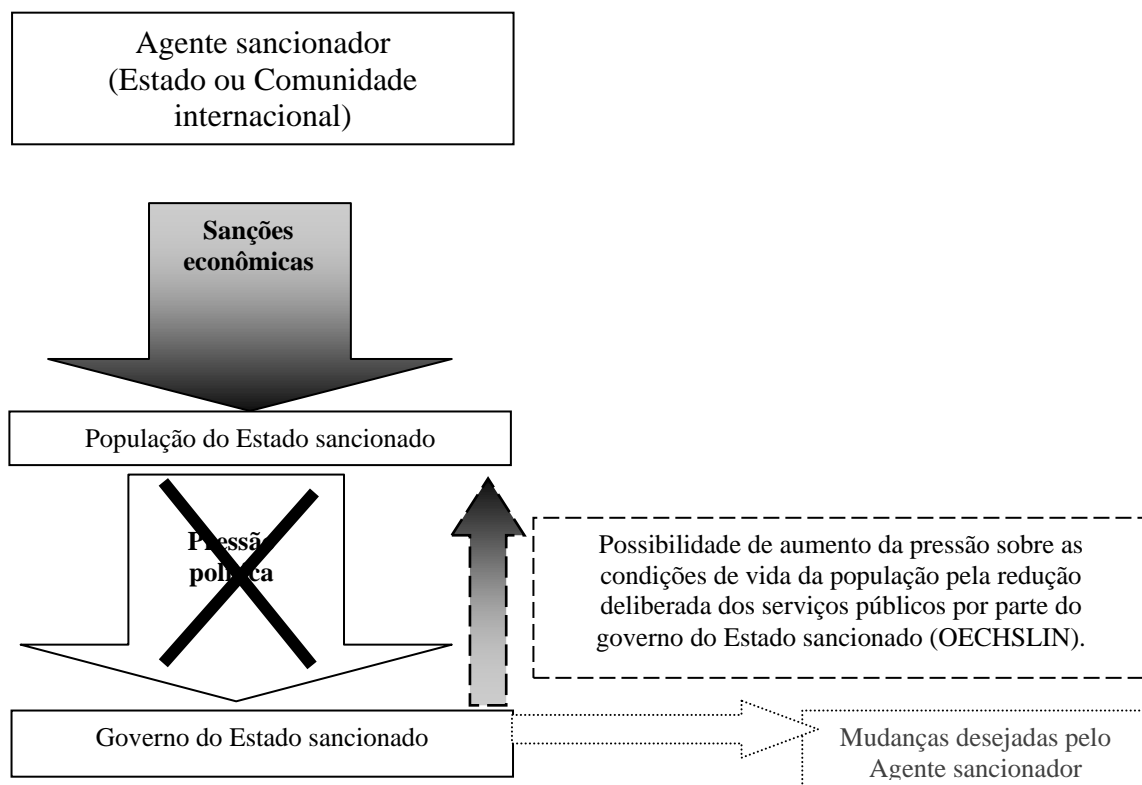 Agente sancionador
(Estado ou Comunidade
internacional)
Sanções
econômicas
População do Estado sancionado
Pressão
política
Possibilidade de aumento da pressão sobre as
condições de vida da população pela redução
deliberada dos serviços públicos por parte do
governo do Estado sancionado (OECHSLIN).
Governo do Estado sancionado
Mudanças desejadas pelo
Agente sancionador